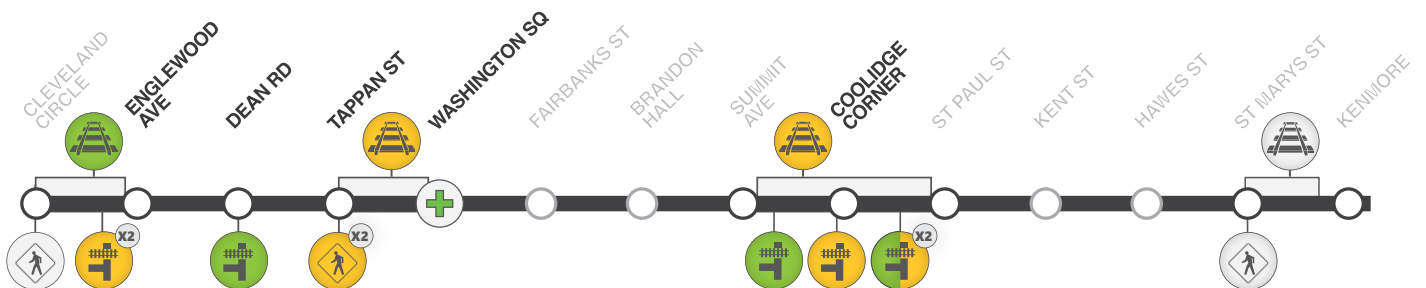 CLEVELAND
CIRCLE
ENGLEWOOD
AVE
DEAN RD
TAPPAN ST
WASHINGTON SQ
FAIRBANKS ST
BRANDON
HALL
SUMMIT
AVE
COOLIDGE
CORNER
ST PAUL ST
KENT ST
HAWES ST
ST MARYS ST
KENMORE
X2
X2
X2